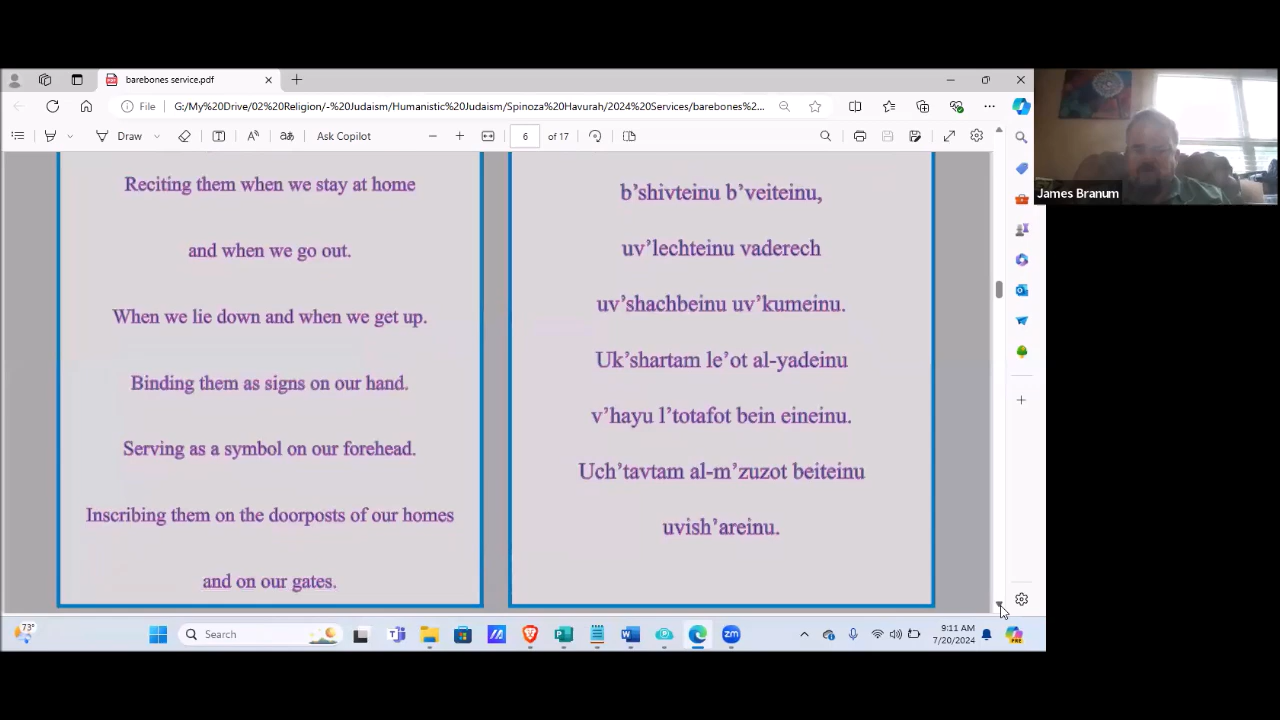 barebones service.pdf
File
G:/My%20Drive/02%20Religion/-%20Judaism/Humanistic%20Judaism/Spinoza%20Havurah/2024%20Services/barebones%2...
Draw
Ask Copilot
6 of 17
James Branum
Reciting them when we stay at home
and when we go out.
When we lie down and when we get up.
Binding them as signs on our hand.
Serving as a symbol on our forehead.
Inscribing them on the doorposts of our homes
and on our gates.
b’shivteinu b’veiteinu,
uv’lechteinu vaderech
uv’shachbeinu uv’kumeinu.
Uk’shartam le’ot al-yadeinu
v’hayu l’totafot bein eineinu.
Uch’tavtam al-m’zuzot beiteinu
uvish’areinu.
73°
Search
zm
9:11 AM
7/20/2024
PRE